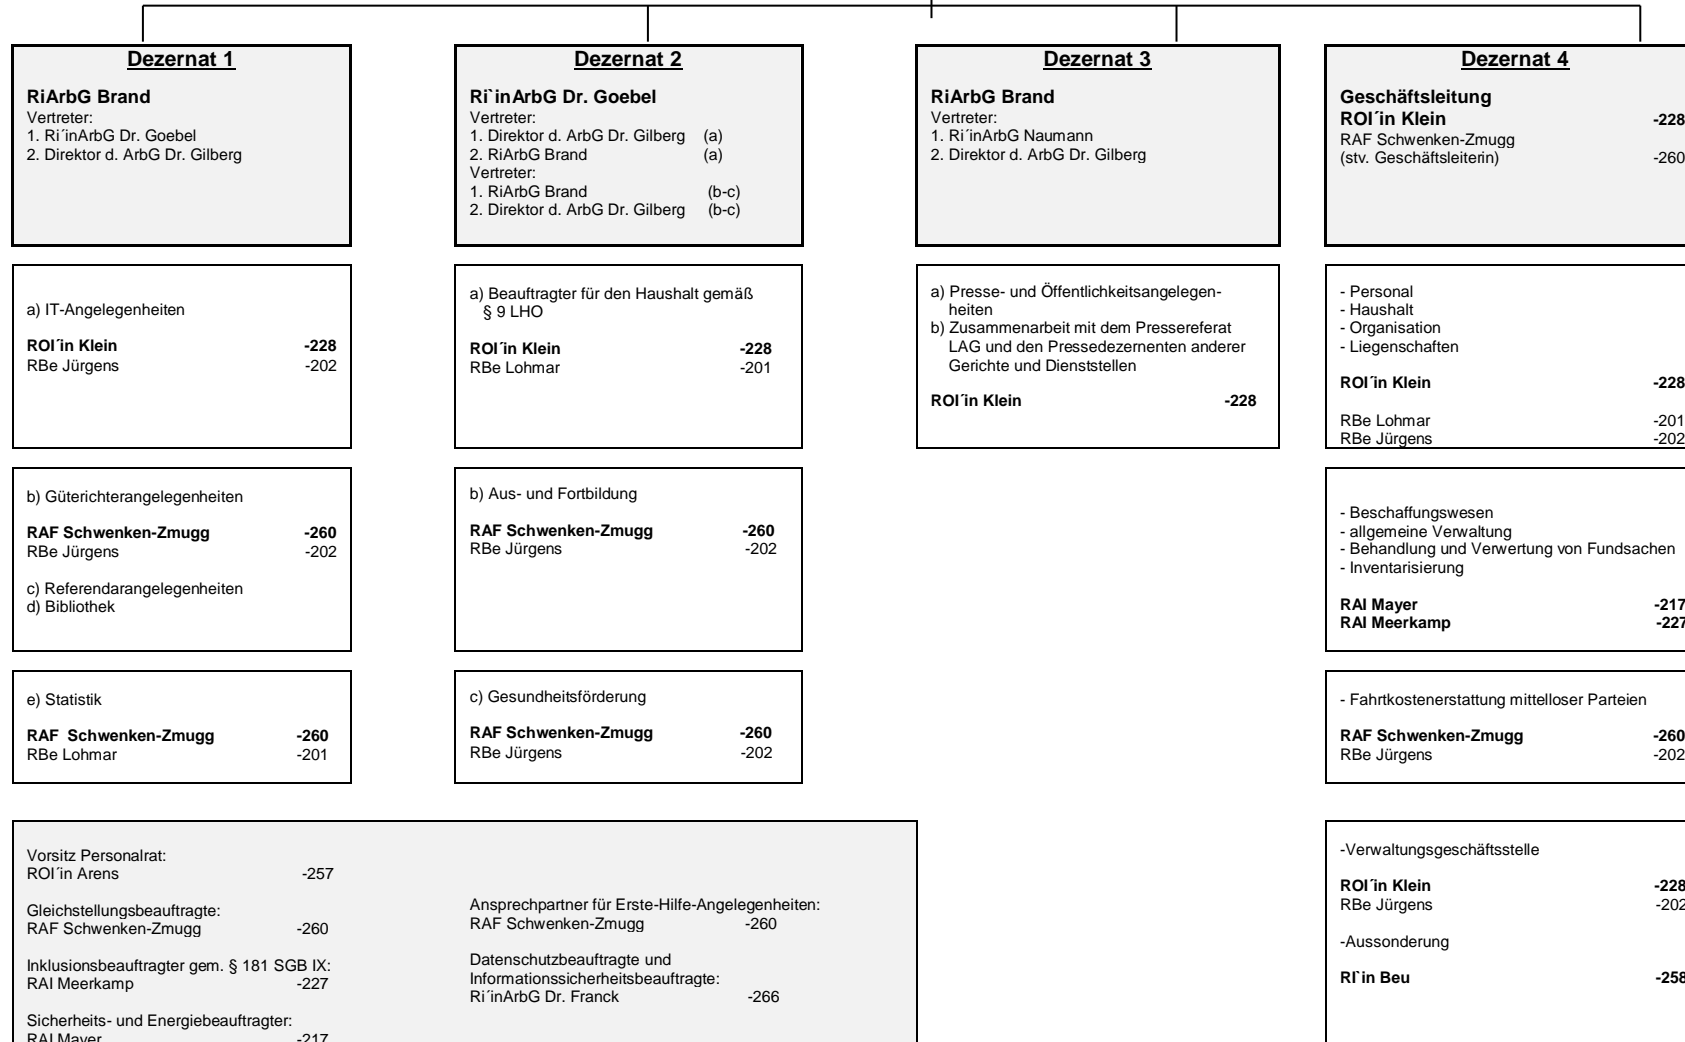 Dezernat 1
RiArbG Brand
Vertreter:
1. Ri´inArbG Dr. Goebel
2. Direktor d. ArbG Dr. Gilberg
Dezernat 2
Ri`inArbG Dr. Goebel
Vertreter:
1. Direktor d. ArbG Dr. Gilberg (a)
2. RiArbG Brand (a)
Vertreter:
1. RiArbG Brand (b-c)
2. Direktor d. ArbG Dr. Gilberg (b-c)
Dezernat 3
RiArbG Brand
Vertreter:
1. Ri´inArbG Naumann
2. Direktor d. ArbG Dr. Gilberg
Dezernat 4
Geschäftsleitung
ROI´in Klein -228
RAF Schwenken-Zmugg
(stv. Geschäftsleiterin) -260
a) IT-Angelegenheiten
ROI´in Klein -228
RBe Jürgens -202
a) Beauftragter für den Haushalt gemäß
§ 9 LHO
ROI´in Klein -228
RBe Lohmar -201
a) Presse- und Öffentlichkeitsangelegen-
heiten
b) Zusammenarbeit mit dem Pressereferat
LAG und den Pressedezernenten anderer
Gerichte und Dienststellen
ROI´in Klein -228
- Personal
- Haushalt
- Organisation
- Liegenschaften
ROI´in Klein -228
RBe Lohmar -201
RBe Jürgens -202
b) Güterichterangelegenheiten
RAF Schwenken-Zmugg -260
RBe Jürgens -202
c) Referendarangelegenheiten
d) Bibliothek
b) Aus- und Fortbildung
RAF Schwenken-Zmugg -260
RBe Jürgens -202
- Beschaffungswesen
- allgemeine Verwaltung
- Behandlung und Verwertung von Fundsachen
- Inventarisierung
RAI Mayer -217
RAI Meerkamp -227
e) Statistik
RAF Schwenken-Zmugg -260
RBe Lohmar -201
c) Gesundheitsförderung
RAF Schwenken-Zmugg -260
RBe Jürgens -202
- Fahrtkostenerstattung mittelloser Parteien
RAF Schwenken-Zmugg -260
RBe Jürgens -202
Vorsitz Personalrat:
ROI´in Arens -257
Gleichstellungsbeauftragte:
RAF Schwenken-Zmugg -260
Inklusionsbeauftragter gem. § 181 SGB IX:
RAI Meerkamp -227
Sicherheits- und Energiebeauftragter:
RAI Mayer -217
Ansprechpartner für Erste-Hilfe-Angelegenheiten:
RAF Schwenken-Zmugg -260
Datenschutzbeauftragte und
Informationssicherheitsbeauftragte:
Ri´inArbG Dr. Franck -266
-Verwaltungsgeschäftsstelle
ROI´in Klein -228
RBe Jürgens -202
-Aussonderung
RI`in Beu -258